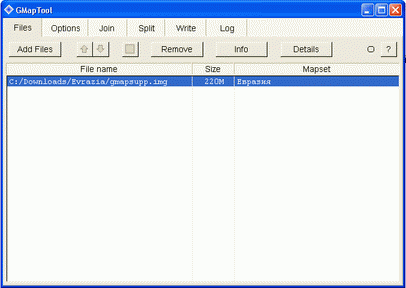 GMapTool
Files Options Join Split Write Log
Add Files Remove Info Details ?
File name Size Mapset
C:/Downloads/Evrazia/gmapsupp.img 220M Евразия